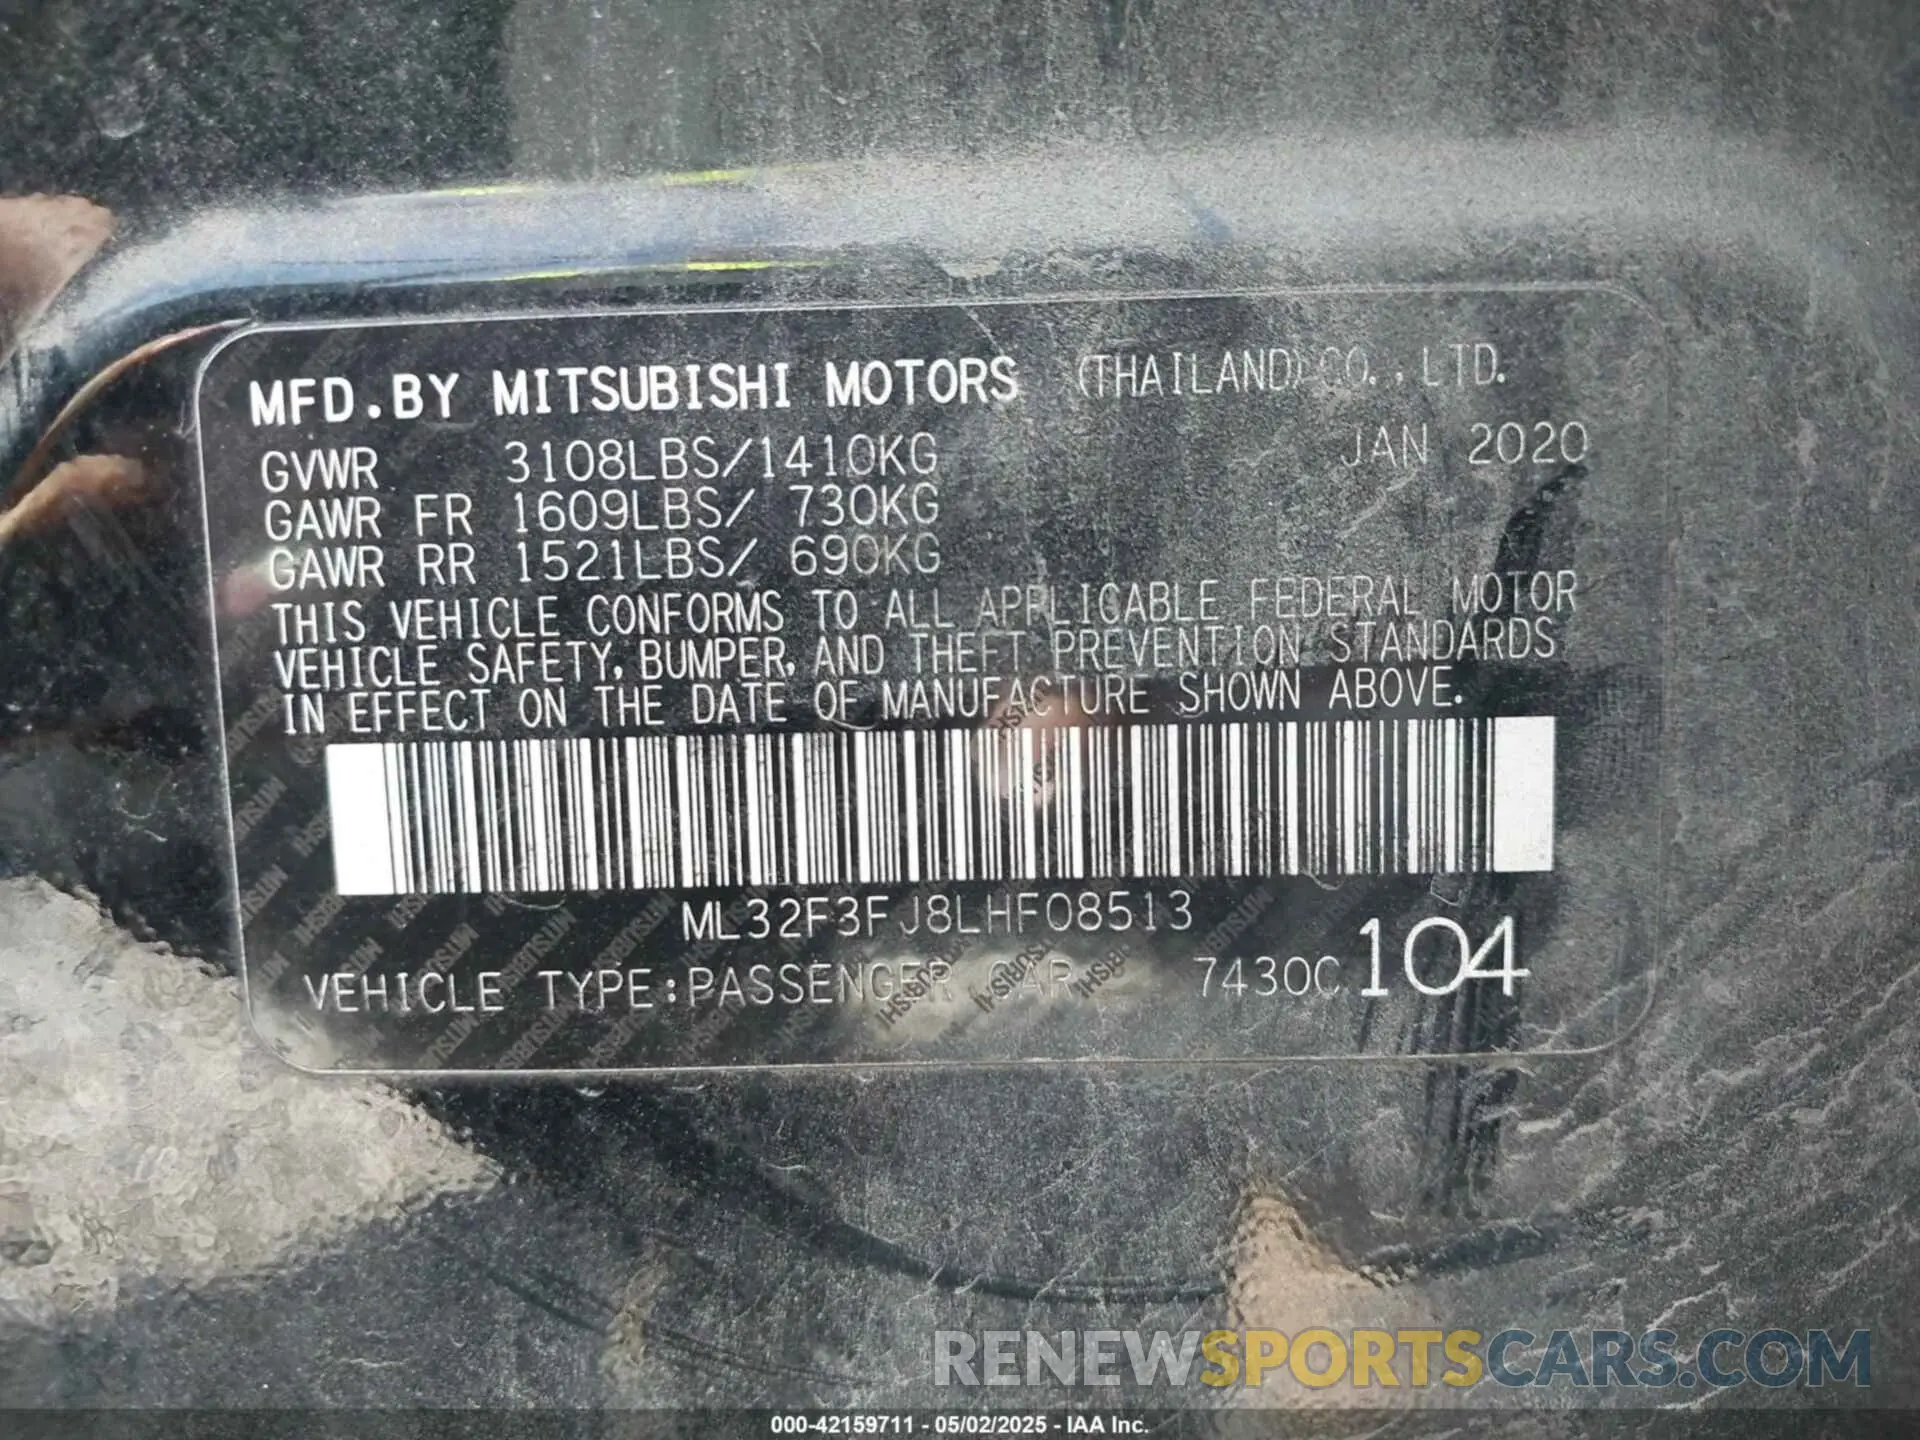 MFD.BY MITSUBISHI MOTORS (THAILAND) CO.,LTD.
GVWR 3108LBS/1410KG JAN 2020
GAWR FR 1609LBS/ 730KG
GAWR RR 1521LBS/ 690KG
THIS VEHICLE CONFORMS TO ALL APPLICABLE FEDERAL MOTOR
VEHICLE SAFETY, BUMPER, AND THEFT PREVENTION STANDARDS
IN EFFECT ON THE DATE OF MANUFACTURE SHOWN ABOVE.
ML32F3FJ8LHF08513
VEHICLE TYPE:PASSENGER CAR 7430C 104
RENEWSPORTSCARS.COM
000-42159711 - 05/02/2025 - IAA Inc.